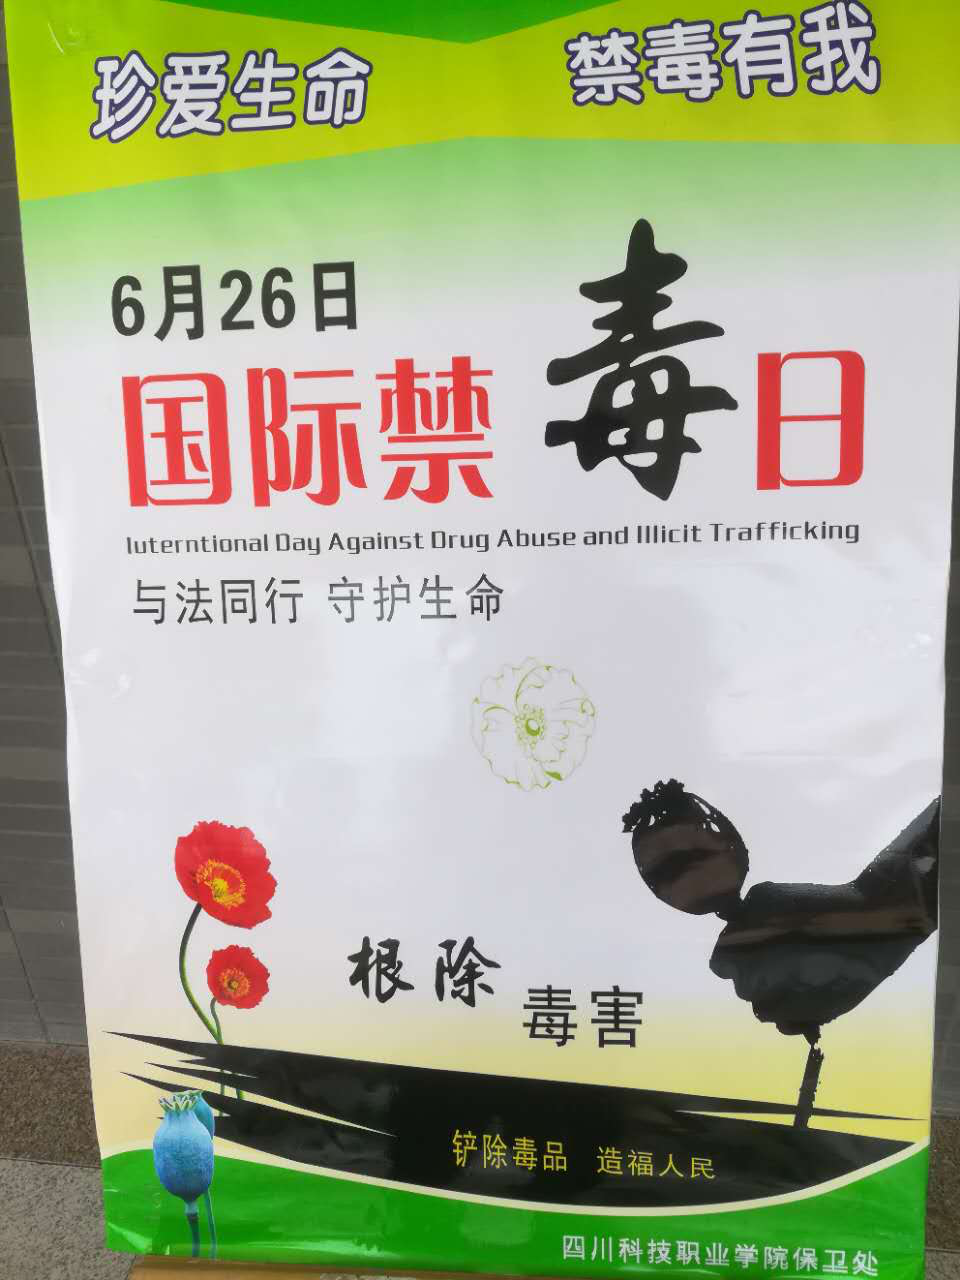 珍爱生命 禁毒有我
6月26日
国际禁毒日
Iuterntional Day Against Drug Abuse and Illicit Trafficking
与法同行 守护生命
根除
毒害
铲除毒品 造福人民
四川科技职业学院保卫处